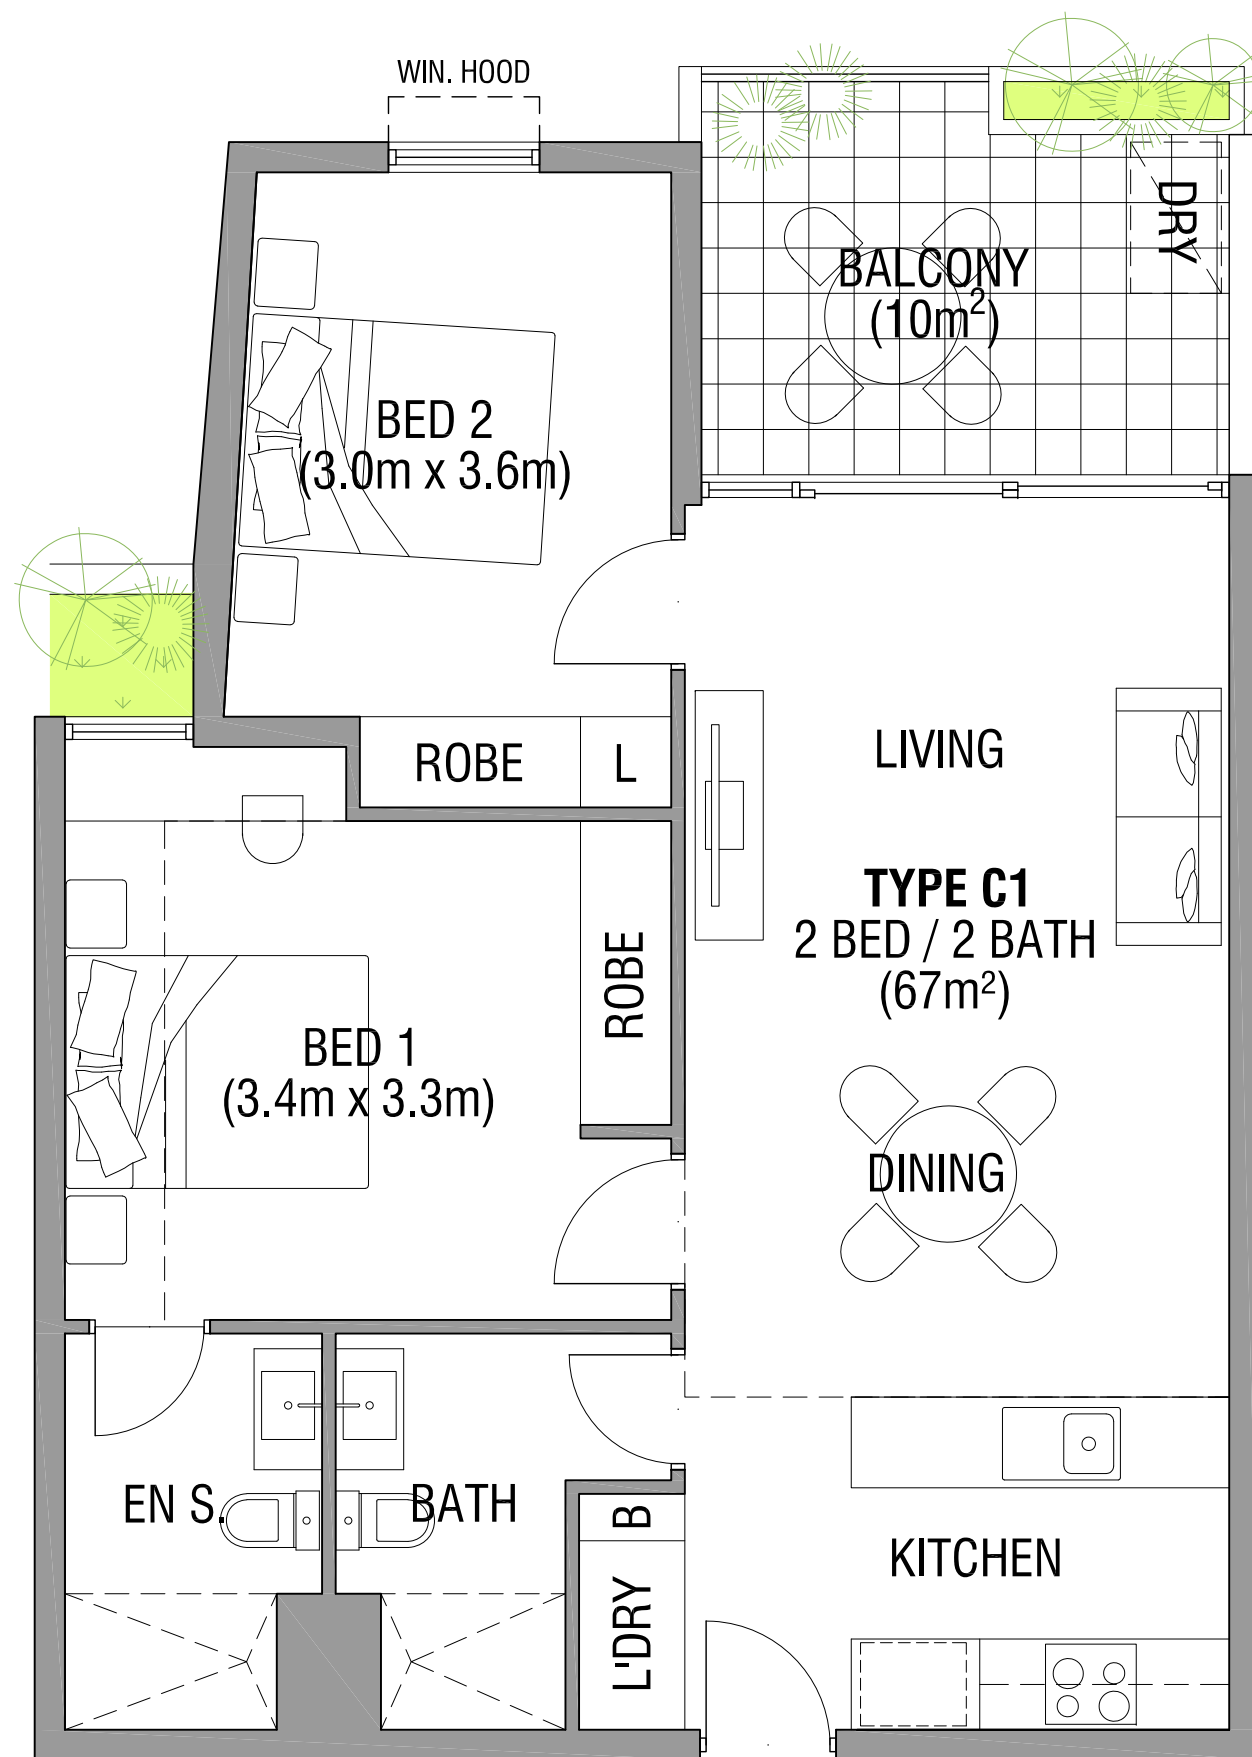 WIN. HOOD
DRY
BALCONY
(10m²)
BED 2
(3.0m x 3.6m)
ROBE
L
LIVING
TYPE C1
2 BED / 2 BATH
(67m²)
ROBE
BED 1
(3.4m x 3.3m)
DINING
EN S.
BATH
B
KITCHEN
L'DRY